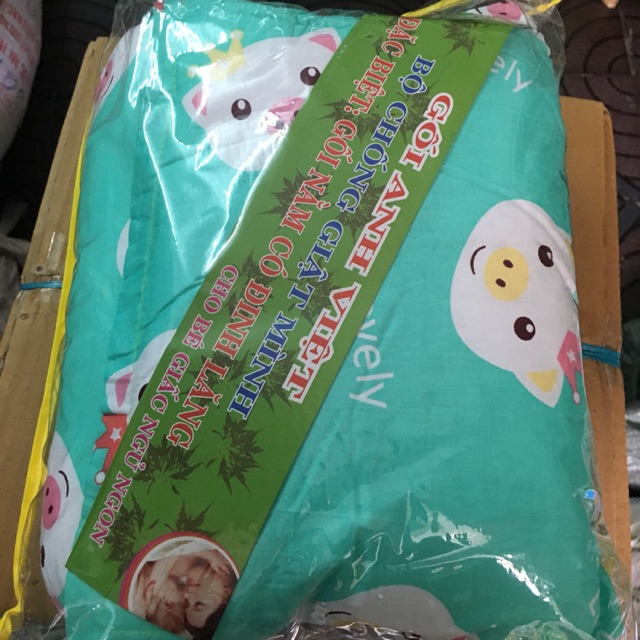 GỐI ANH VIỆT
BỘ CHỐNG GIẬT MÌNH
ĐẶC BIỆT: GỐI NẰM CÓ ĐINH LĂNG
CHO BÉ GIẤC NGỦ NGON